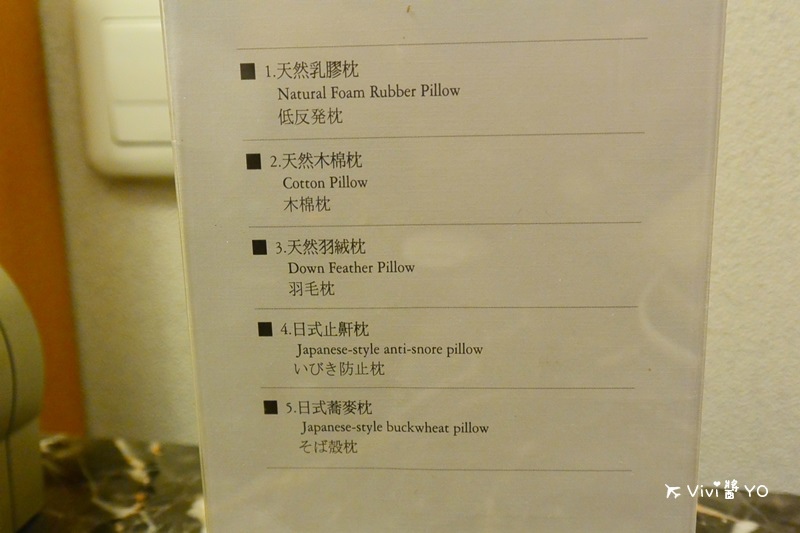 ■ 1.天然乳膠枕
Natural Foam Rubber Pillow
低反発枕
■ 2.天然木棉枕
Cotton Pillow
木棉枕
■ 3.天然羽絨枕
Down Feather Pillow
羽毛枕
■ 4.日式止鼾枕
Japanese-style anti-snore pillow
いびき防止枕
■ 5.日式蕎麥枕
Japanese-style buckwheat pillow
そば殻枕
Vivi醬YO